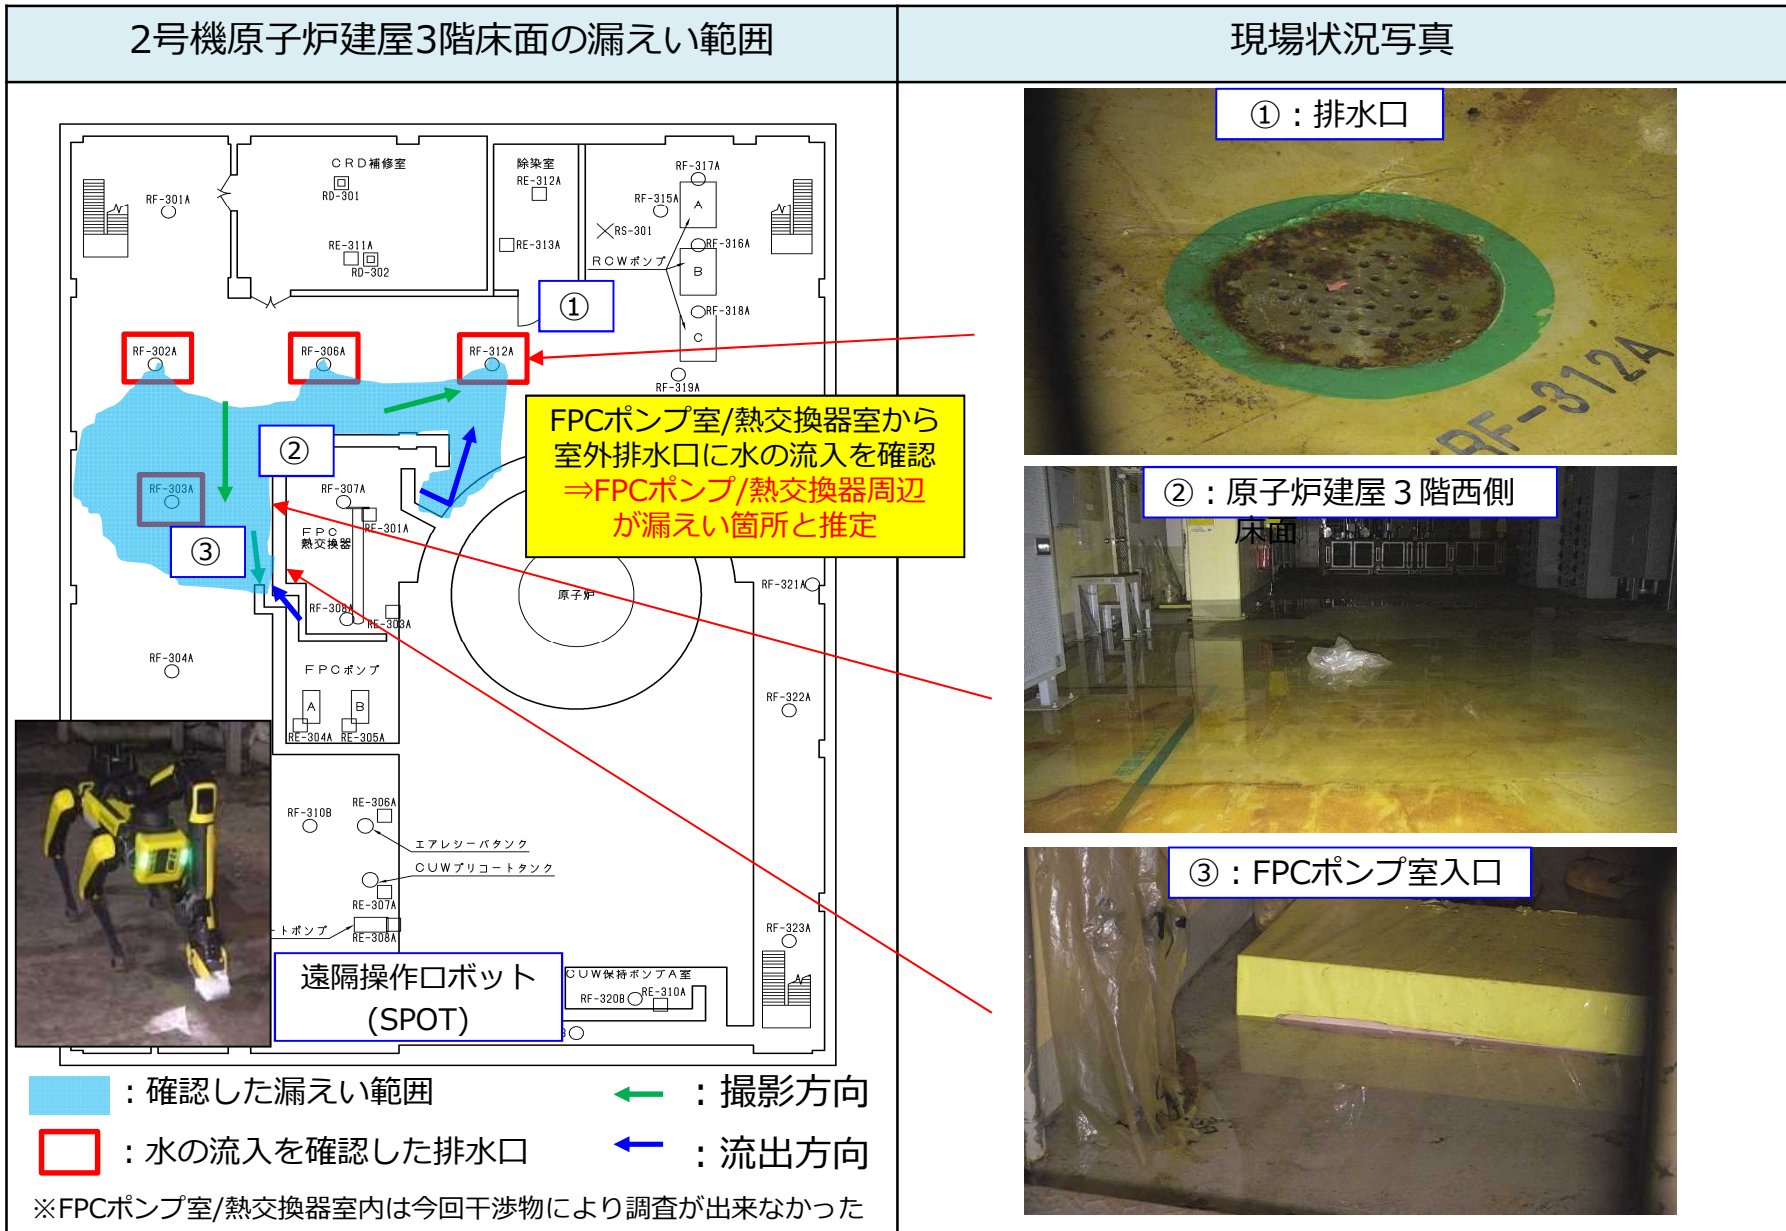 2号機原子炉建屋3階床面の漏えい範囲
現場状況写真
CRD補修室
RD-301
RE-311A
RD-302
除染室
RE-312A
RE-313A
RF-317A
RF-315A
A
RS-301
RF-316A
RCWポンプ
B
RF-318A
C
RF-319A
RF-301A
①
RF-302A
RF-306A
RF-312A
②
RF-303A
③
RF-307A
RE-301A
FPC
熱交換器
RF-308A
RE-303A
原子炉
RF-321A
FPCポンプ室/熱交換器室から
室外排水口に水の流入を確認
⇒FPCポンプ/熱交換器周辺
が漏えい箇所と推定
RF-304A
FPCポンプ
A
B
RE-304A
RE-305A
RF-322A
RF-310B
RE-306A
エアレシーバタンク
CUWプリコートタンク
RE-307A
ートポンプ
RE-308A
RF-323A
CUW保持ポンプA室
RF-320B
RE-310A
遠隔操作ロボット
(SPOT)
：確認した漏えい範囲
：撮影方向
：水の流入を確認した排水口
：流出方向
※FPCポンプ室/熱交換器室内は今回干渉物により調査が出来なかった
①：排水口
RF-312A
②：原子炉建屋３階西側
床面
③：FPCポンプ室入口